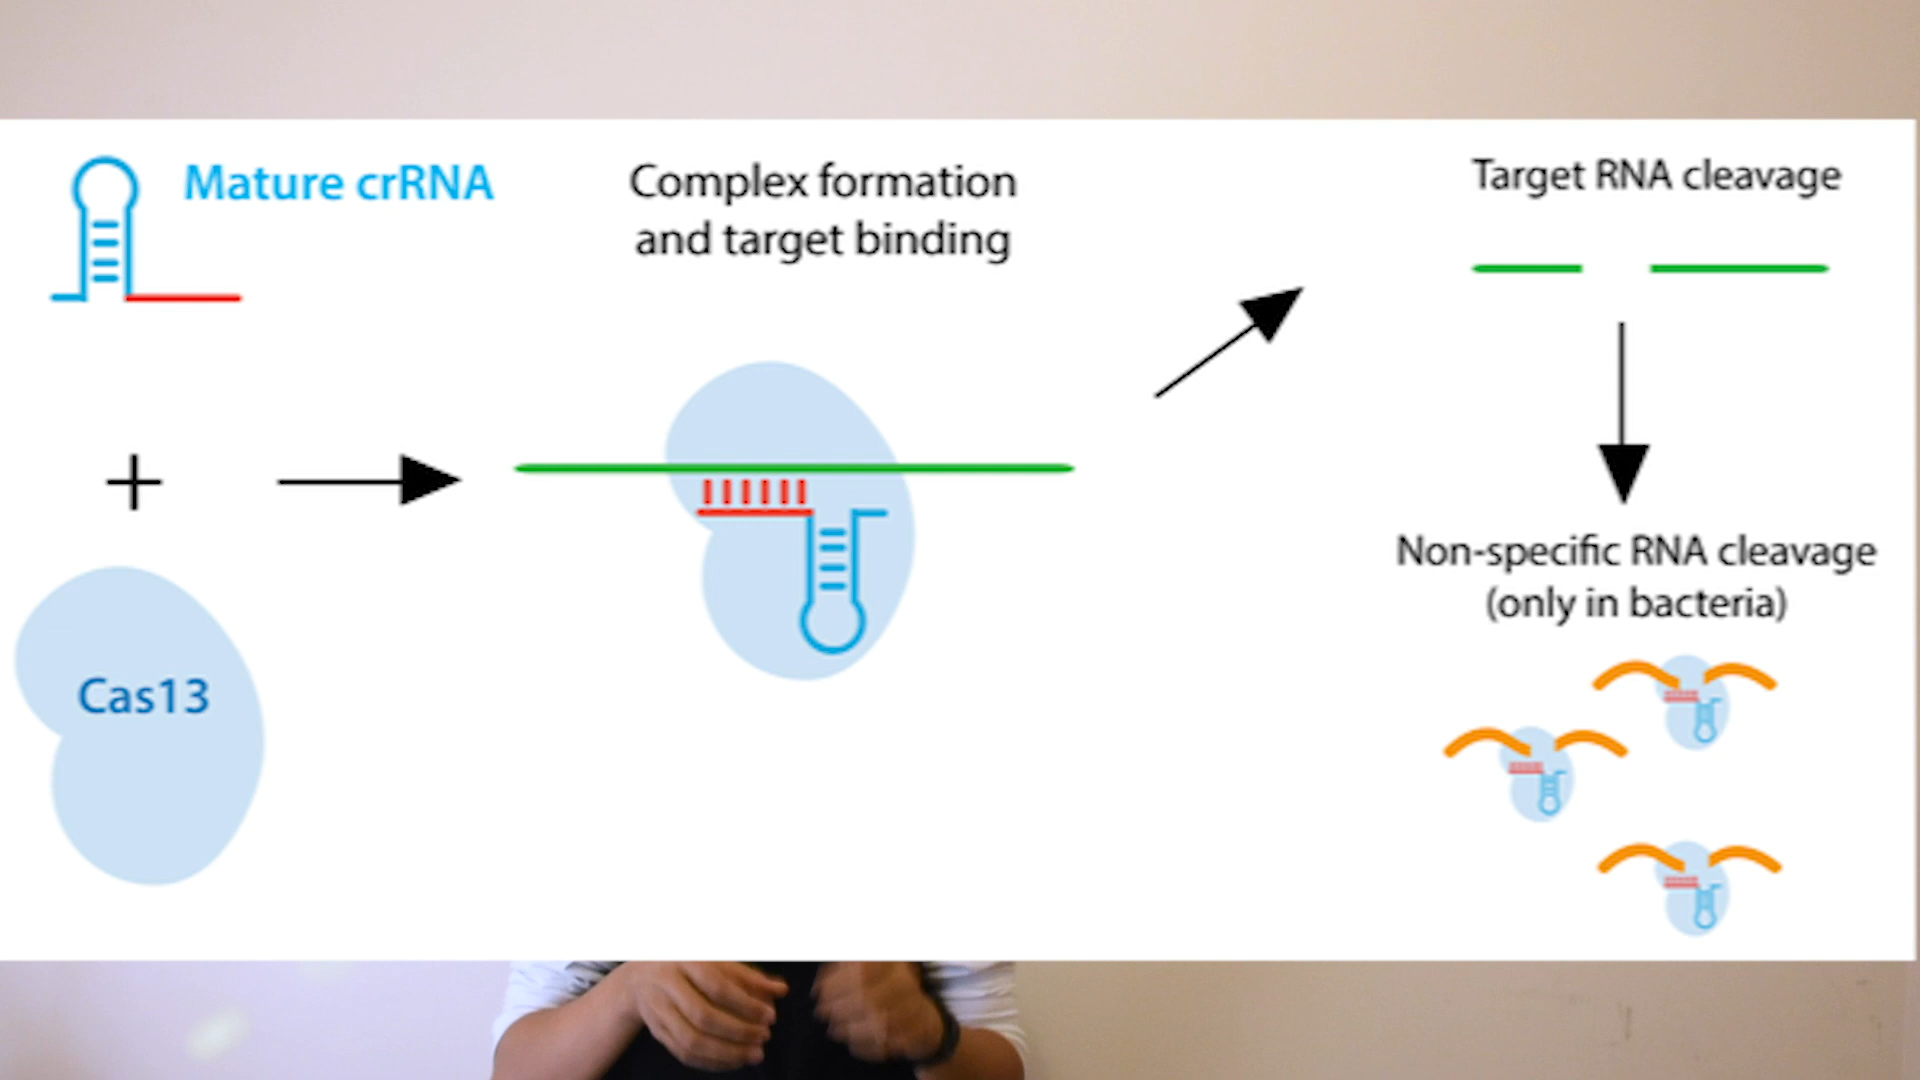 Mature crRNA
Complex formation
and target binding
Target RNA cleavage
Non-specific RNA cleavage
(only in bacteria)
Cas13